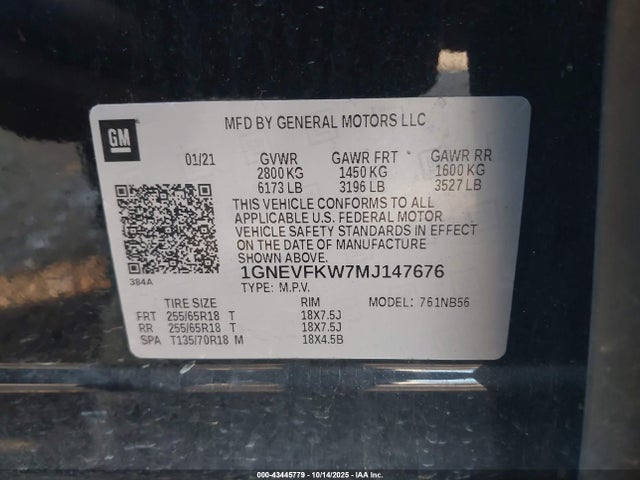 GM
MFD BY GENERAL MOTORS LLC
01/21 GVWR GAWR FRT GAWR RR
2800 KG 1450 KG 1600 KG
6173 LB 3196 LB 3527 LB
THIS VEHICLE CONFORMS TO ALL
APPLICABLE U.S. FEDERAL MOTOR
VEHICLE SAFETY STANDARDS IN EFFECT
ON THE DATE OF MANUFACTURE
SHOWN ABOVE.
384A
1GNEVFKW7MJ147676
TYPE: M.P.V.
TIRE SIZE RIM MODEL: 761NB56
FRT 255/65R18 T 18X7.5J
RR 255/65R18 T 18X7.5J
SPA T135/70R18 M 18X4.5B
000-43445779 - 10/14/2025 - IAA Inc.